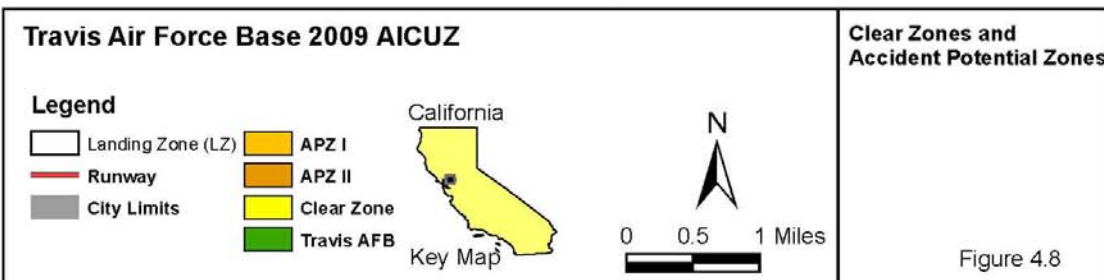 Travis Air Force Base 2009 AICUZ
Legend
Landing Zone (LZ)
Runway
City Limits
APZ I
APZ II
Clear Zone
Travis AFB
California
Key Map
N
0 0.5 1 Miles
Clear Zones and
Accident Potential Zones
Figure 4.8